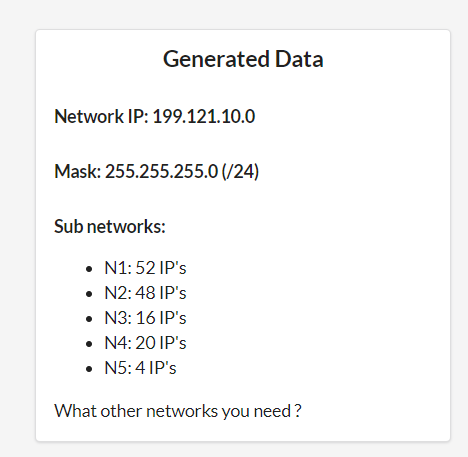 Generated Data
Network IP: 199.121.10.0
Mask: 255.255.255.0 (/24)
Sub networks:
• N1: 52 IP's
• N2: 48 IP's
• N3: 16 IP's
• N4: 20 IP's
• N5: 4 IP's
What other networks you need ?